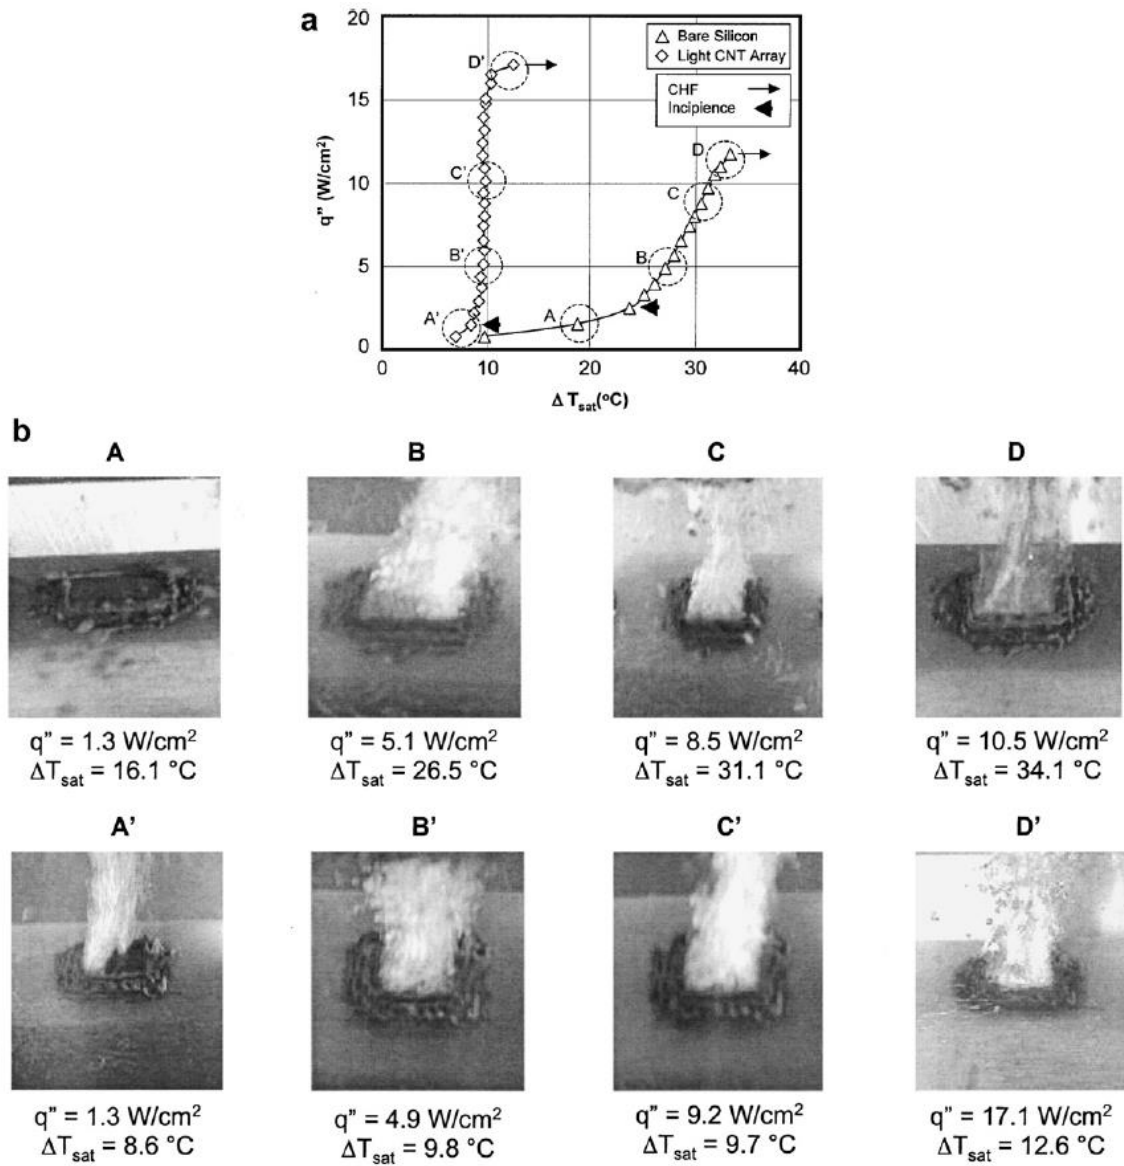 a
20
15
10
5
0
q" (W/cm²)
Bare Silicon
Light CNT Array
CHF
Incipience
D'
C'
B'
A'
D
C
B
A
0 10 20 30 40
Δ Tsat(°C)
b
A B C D
q" = 1.3 W/cm² q" = 5.1 W/cm² q" = 8.5 W/cm² q" = 10.5 W/cm²
ΔTsat = 16.1 °C ΔTsat = 26.5 °C ΔTsat = 31.1 °C ΔTsat = 34.1 °C
A' B' C' D'
q" = 1.3 W/cm² q" = 4.9 W/cm² q" = 9.2 W/cm² q" = 17.1 W/cm²
ΔTsat = 8.6 °C ΔTsat = 9.8 °C ΔTsat = 9.7 °C ΔTsat = 12.6 °C